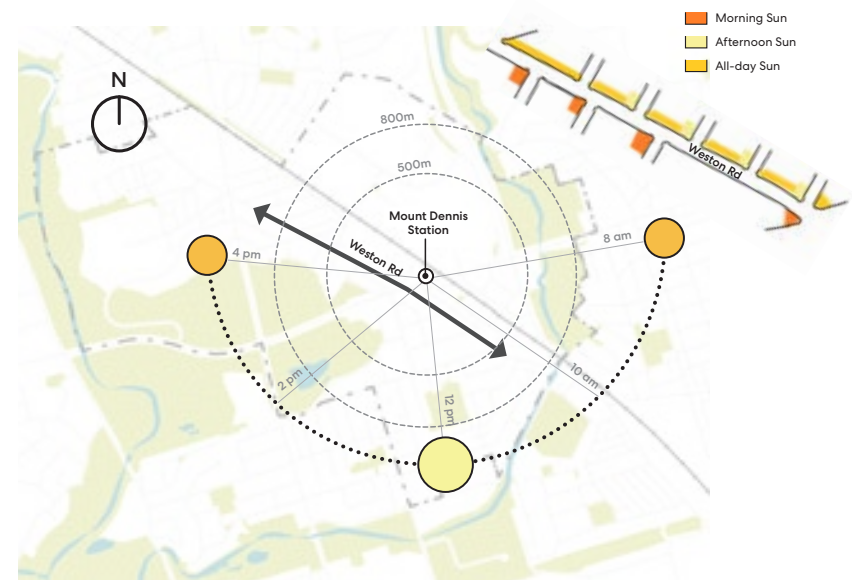 Morning Sun
Afternoon Sun
All-day Sun
N
800m
500m
Weston Rd
Mount Dennis
Station
Weston Rd
4 pm
8 am
2 pm
10 am
12 pm